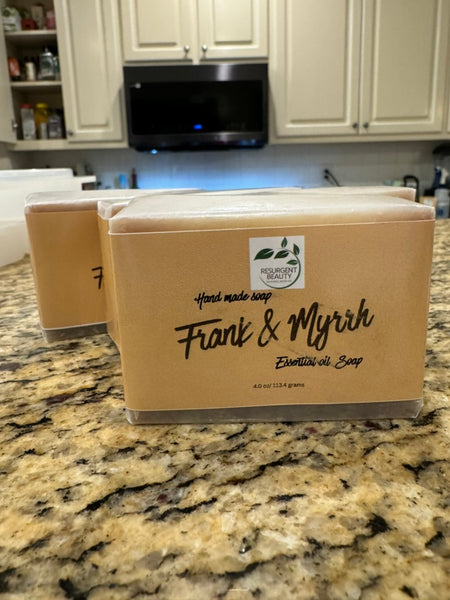 RESURGENT
BEAUTY
Hand made soap
Frank & Myrrh
Essential oil Soap
4.0 oz/ 113.4 grams
F